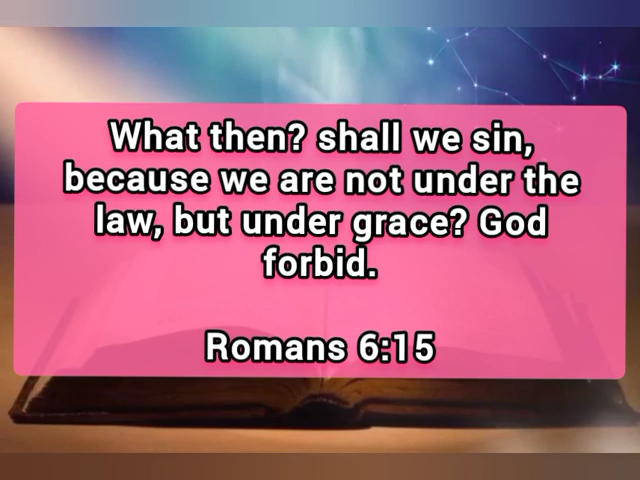 What then? shall we sin,
because we are not under the
law, but under grace? God
forbid.
Romans 6:15